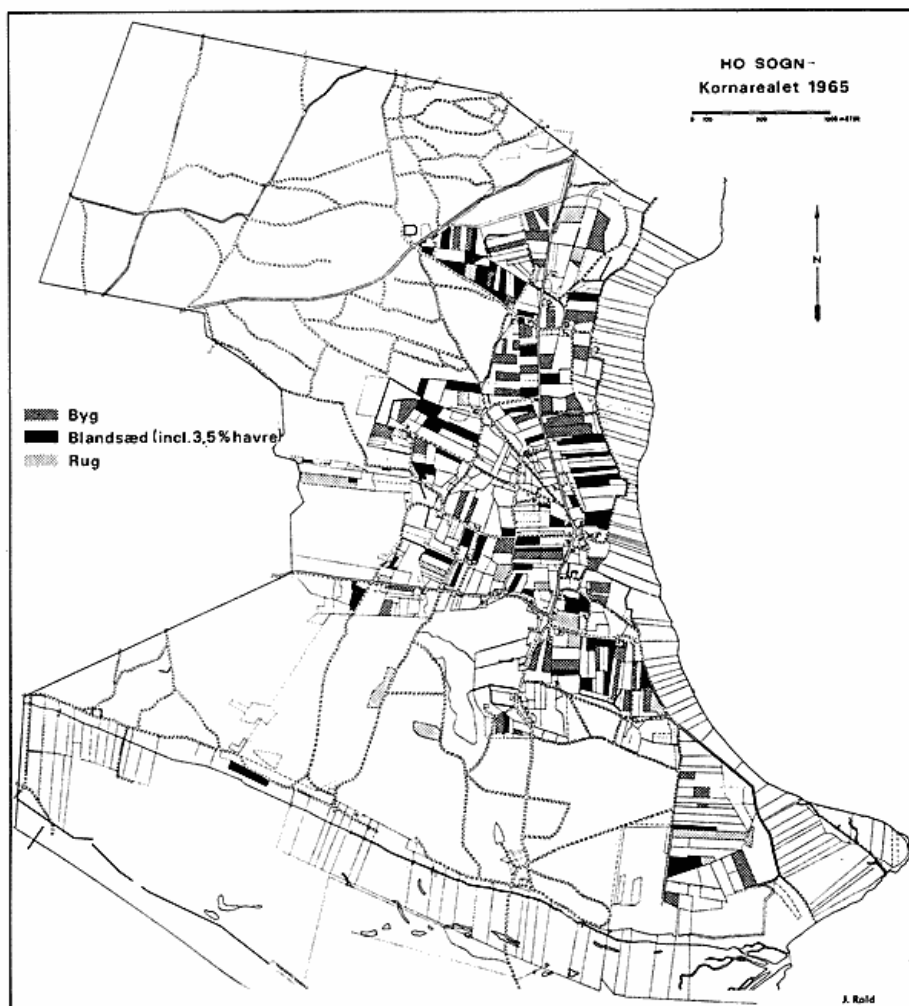 HO SOGN-
Kornarealet 1965
N
Byg
Blandsæd (incl. 3,5% havre)
Rug
J. Rold